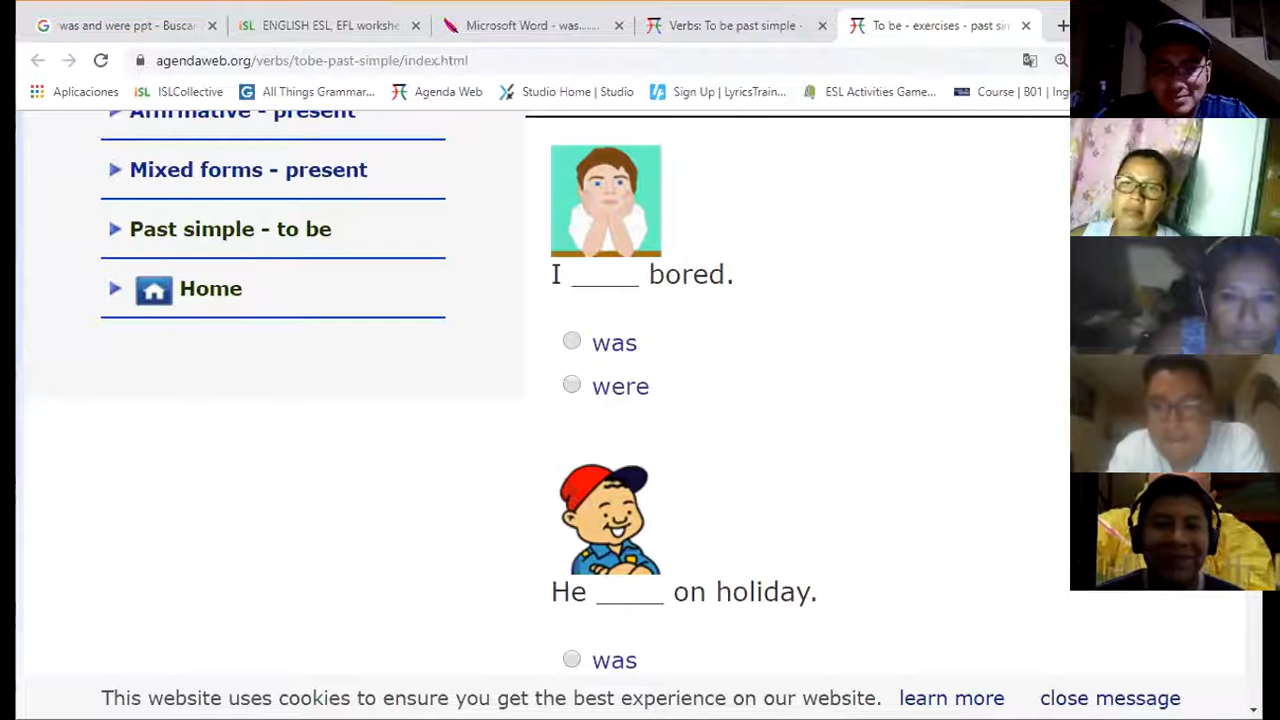 was and were ppt - Buscar
ENGLISH ESL, EFL workshe
Microsoft Word - was.......
Verbs: To be past simple -
To be - exercises - past sin
agendaweb.org/verbs/tobe-past-simple/index.html
Aplicaciones
iSL ISLCollective
All Things Grammar...
Agenda Web
Studio Home | Studio
Sign Up | LyricsTrain...
ESL Activities Game...
Course | B01 | Ing
Affirmative - present
Mixed forms - present
Past simple - to be
Home
I _____ bored.
was
were
He _____ on holiday.
was
This website uses cookies to ensure you get the best experience on our website. learn more close message